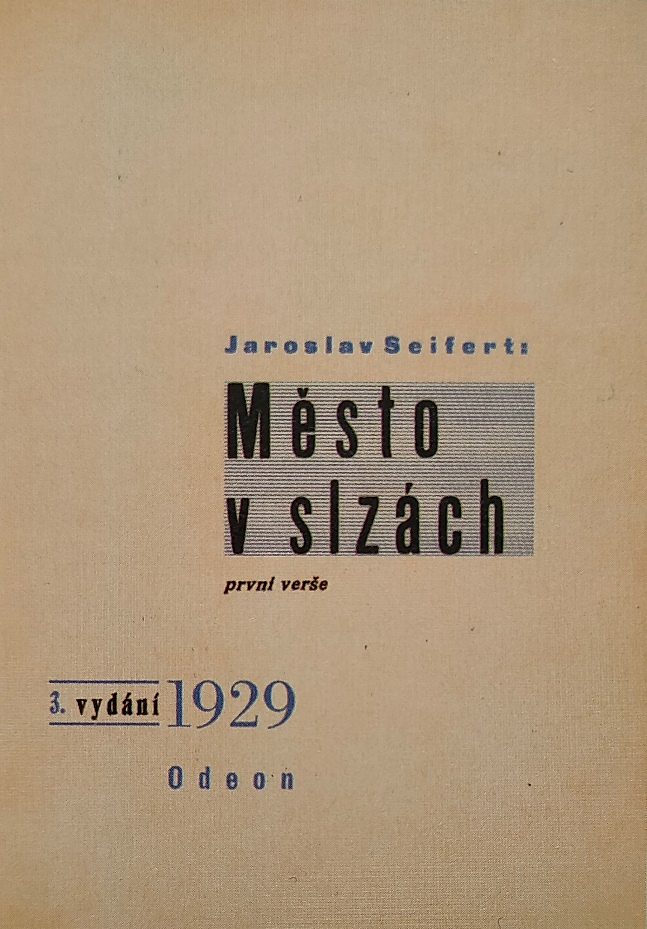 Jaroslav Seifert:
Město
v slzách
první verše
3. vydání 1929
Odeon